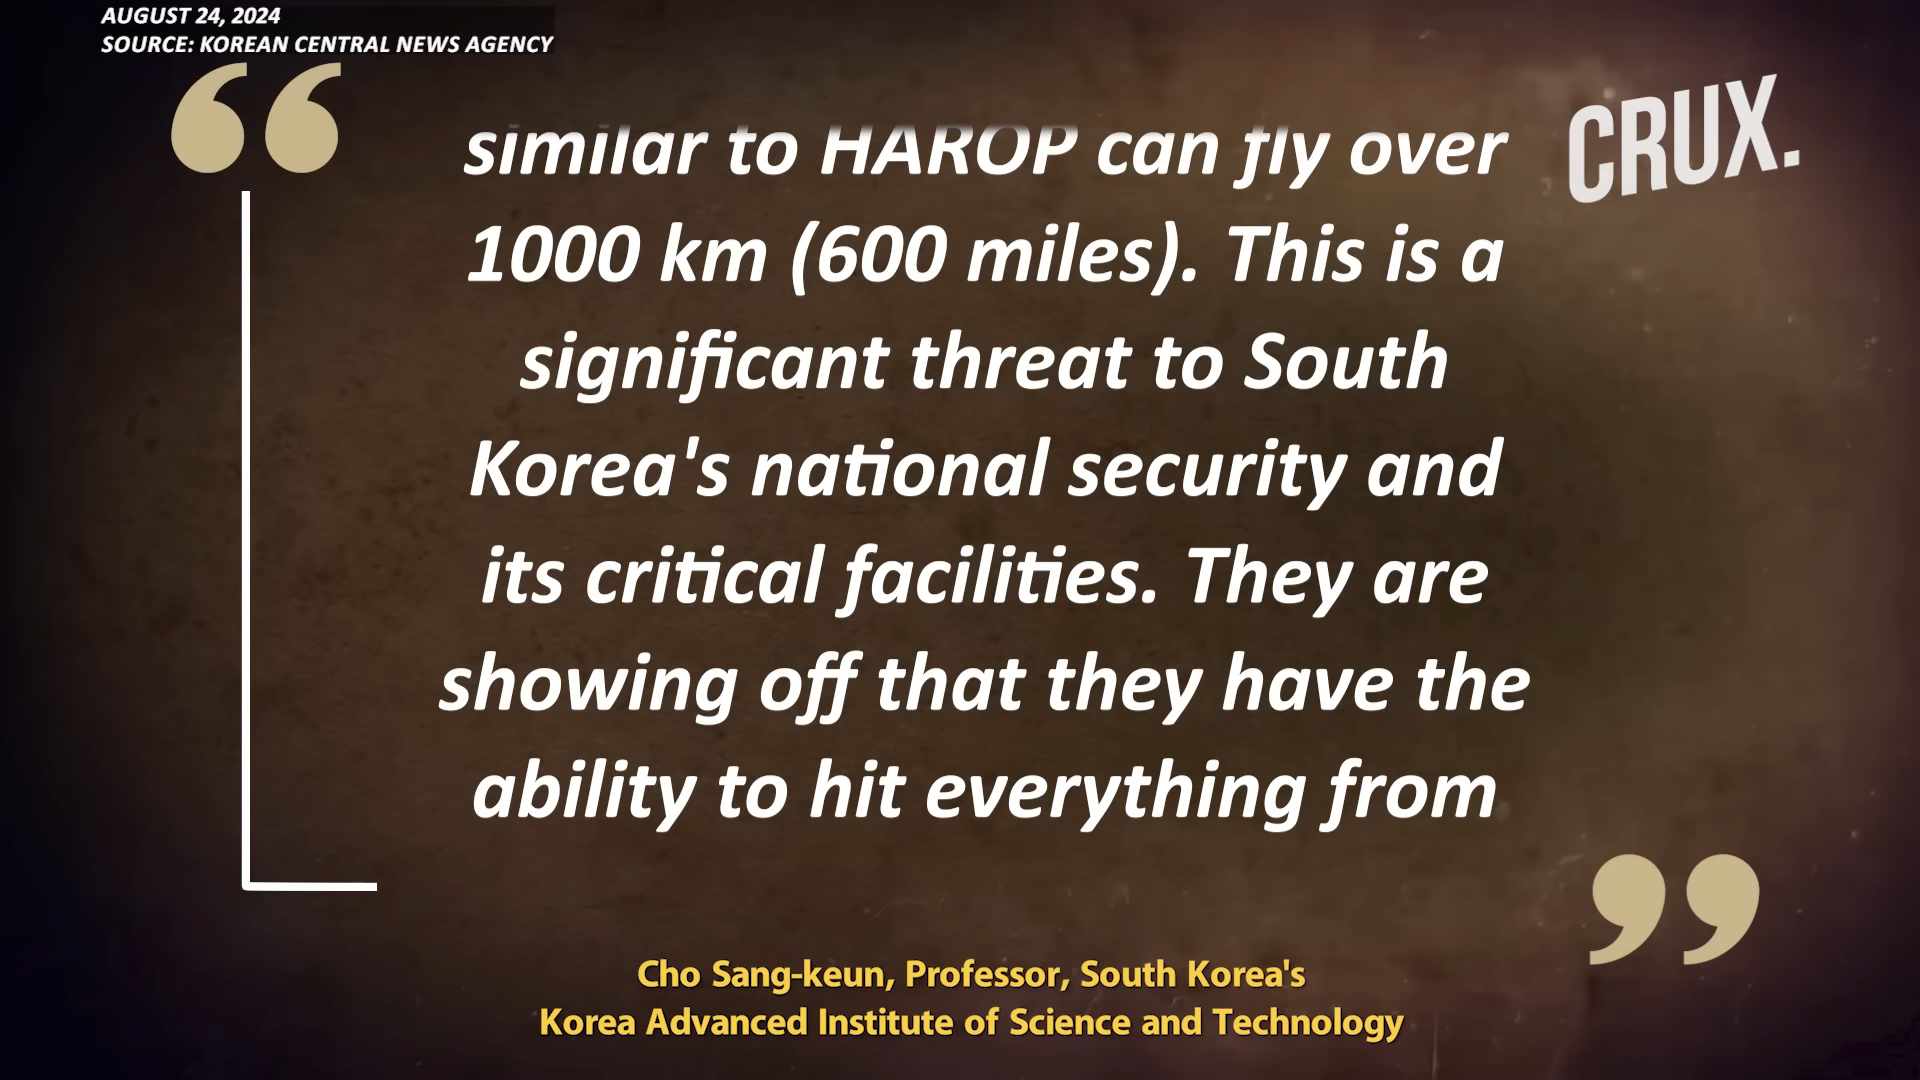 AUGUST 24, 2024
SOURCE: KOREAN CENTRAL NEWS AGENCY
CRUX.
similar to HAROP can fly over
1000 km (600 miles). This is a
significant threat to South
Korea's national security and
its critical facilities. They are
showing off that they have the
ability to hit everything from
Cho Sang-keun, Professor, South Korea's
Korea Advanced Institute of Science and Technology